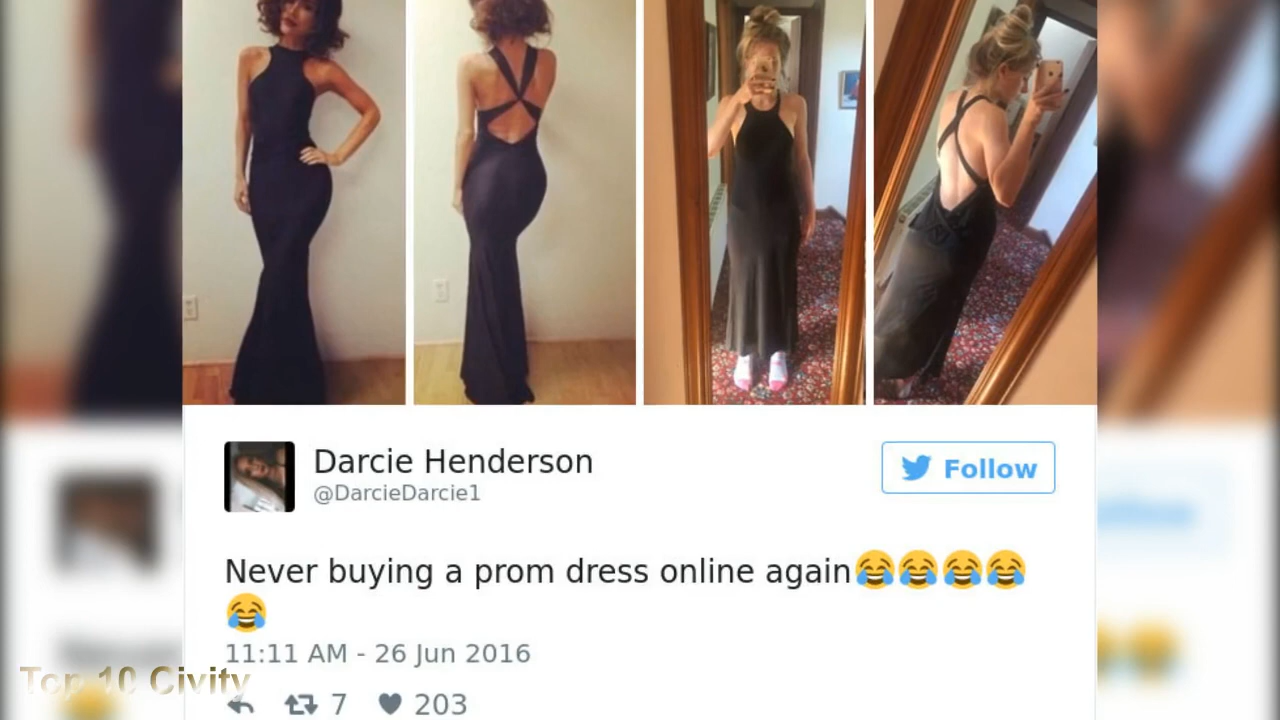 Darcie Henderson
@DarcieDarcie1
Follow
Never buying a prom dress online again😂😂😂😂
😂
11:11 AM - 26 Jun 2016
Top 10 Civity
7 203